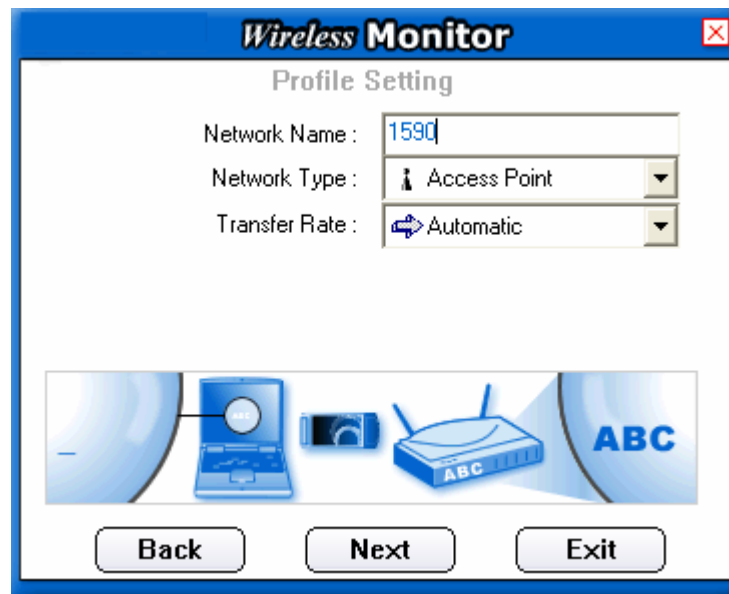 Wireless Monitor
Profile Setting
Network Name : 1590
Network Type : Access Point
Transfer Rate : Automatic
ABC
ABC
ABC
Back Next Exit